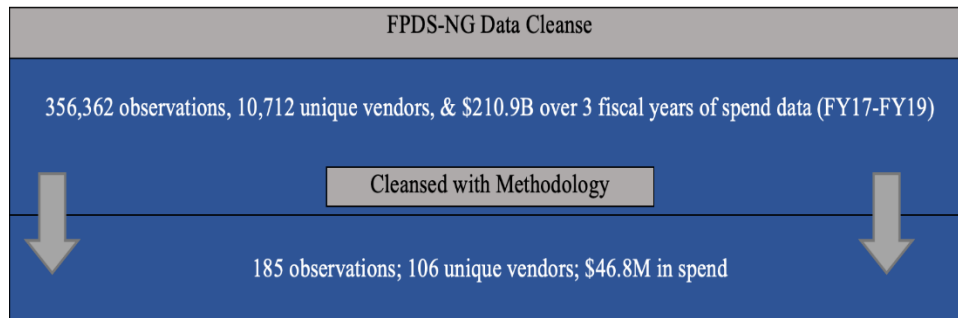 FPDS-NG Data Cleanse
356,362 observations, 10,712 unique vendors, & $210.9B over 3 fiscal years of spend data (FY17-FY19)
Cleansed with Methodology
185 observations; 106 unique vendors; $46.8M in spend